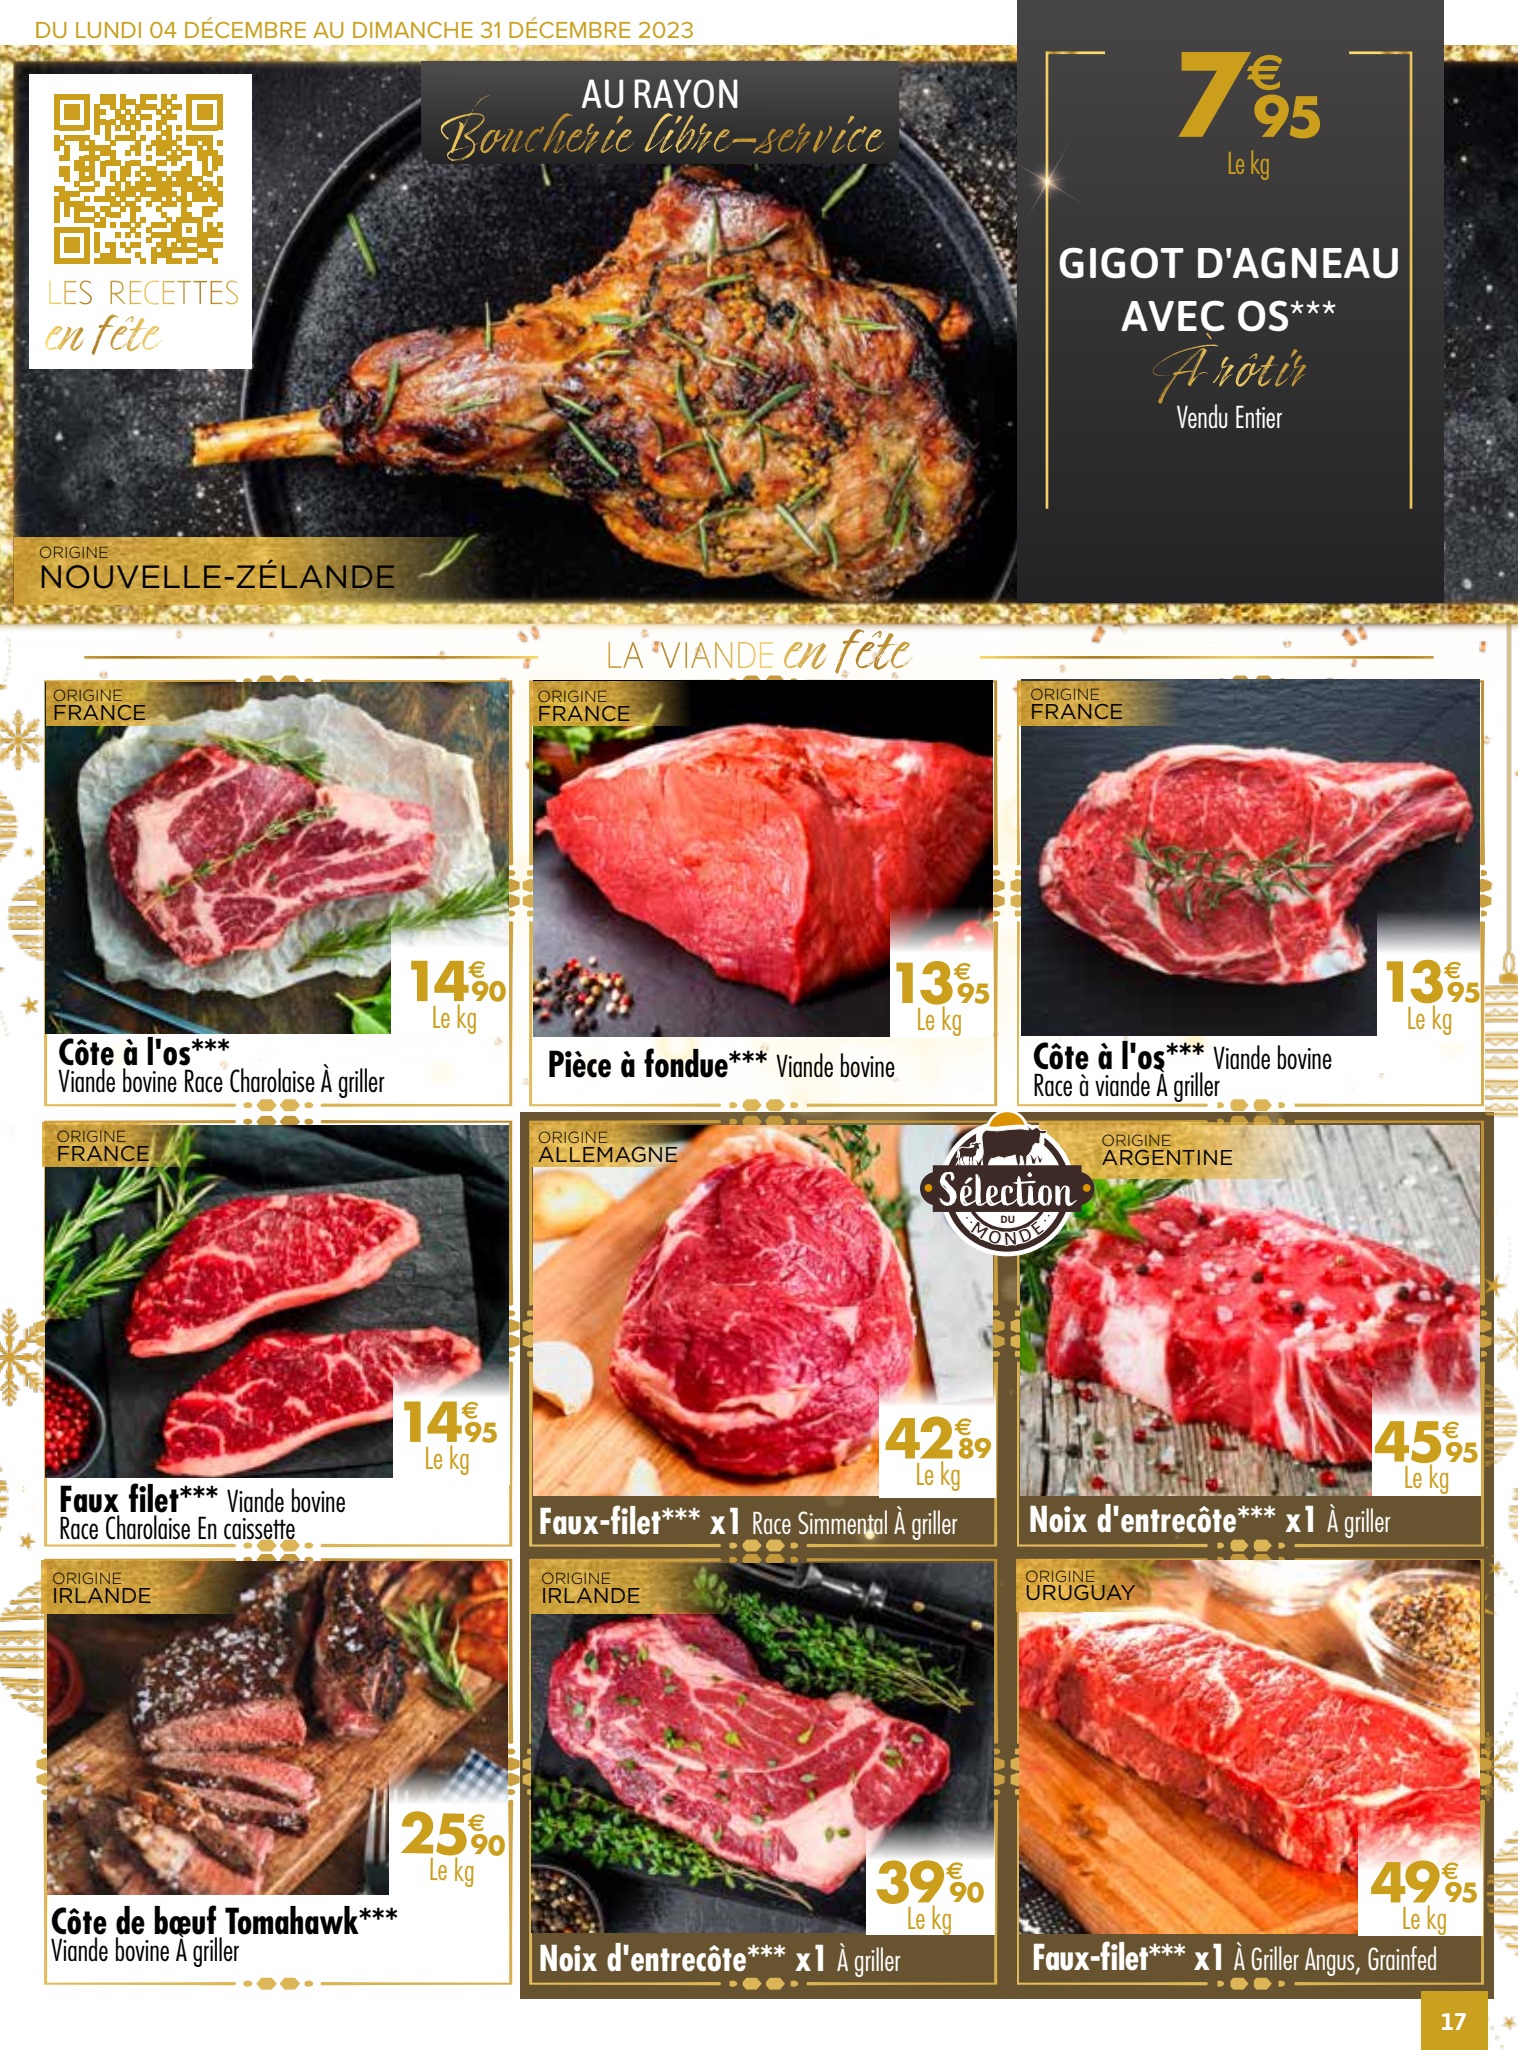 DU LUNDI 04 DÉCEMBRE AU DIMANCHE 31 DÉCEMBRE 2023
LES RECETTES
en fête
AU RAYON
Boucherie libre-service
ORIGINE
NOUVELLE-ZÉLANDE
7€95
Le kg
GIGOT D'AGNEAU
AVEC OS***
À rôtir
Vendu Entier
LA VIANDE en fête
ORIGINE
FRANCE
14€90
Le kg
Côte à l'os***
Viande bovine Race Charolaise À griller
ORIGINE
FRANCE
13€95
Le kg
Pièce à fondue*** Viande bovine
ORIGINE
FRANCE
13€95
Le kg
Côte à l'os*** Viande bovine
Race à viande À griller
ORIGINE
FRANCE
14€95
Le kg
Faux filet*** Viande bovine
Race Charolaise En caissette
ORIGINE
ALLEMAGNE
42€89
Le kg
Faux-filet*** x1 Race Simmental À griller
Sélection
DU
MONDE
ORIGINE
ARGENTINE
45€95
Le kg
Noix d'entrecôte*** x1 À griller
ORIGINE
IRLANDE
25€90
Le kg
Côte de bœuf Tomahawk***
Viande bovine À griller
ORIGINE
IRLANDE
39€90
Le kg
Noix d'entrecôte*** x1 À griller
ORIGINE
URUGUAY
49€95
Le kg
Faux-filet*** x1 À Griller Angus, Grainfed
17